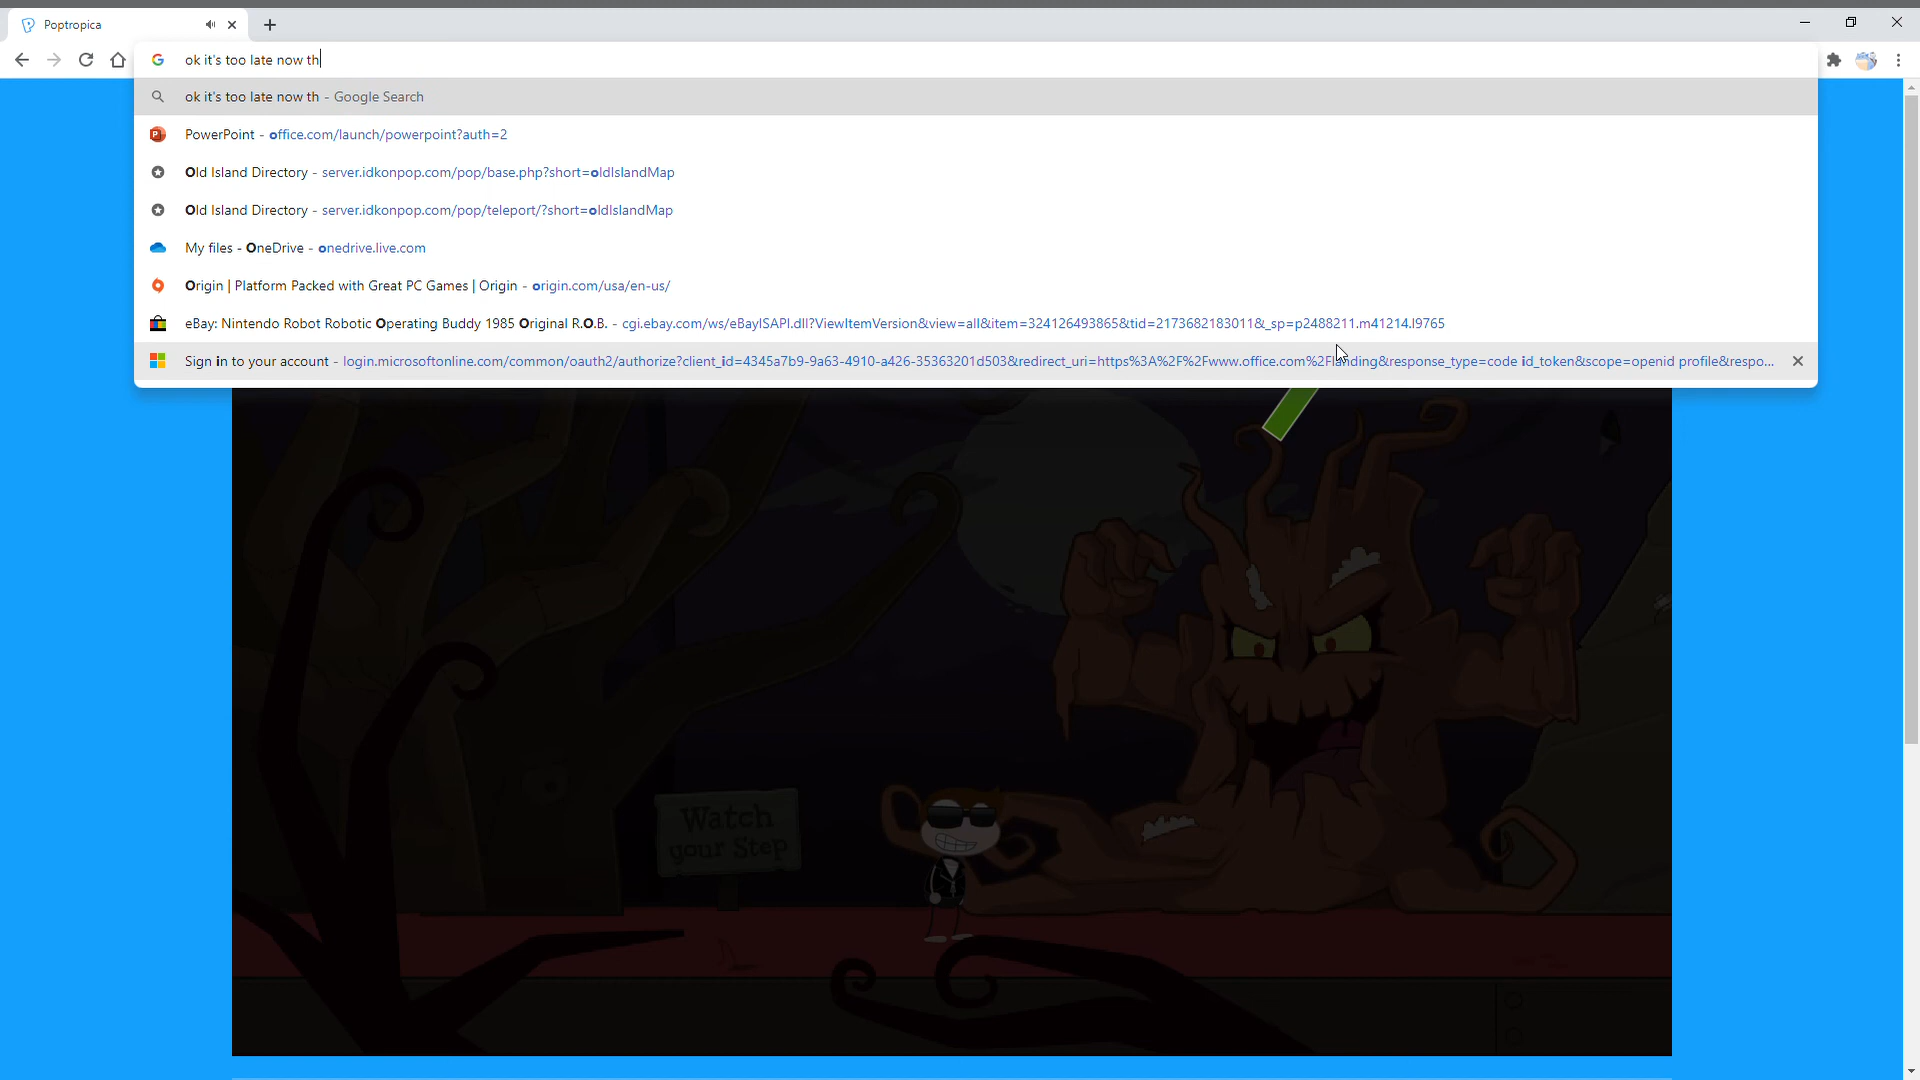 Poptropica
ok it's too late now th
ok it's too late now th - Google Search
PowerPoint - office.com/launch/powerpoint?auth=2
Old Island Directory - server.idkonpop.com/pop/base.php?short=oldIslandMap
Old Island Directory - server.idkonpop.com/pop/teleport/?short=oldIslandMap
My files - OneDrive - onedrive.live.com
Origin | Platform Packed with Great PC Games | Origin - origin.com/usa/en-us/
eBay: Nintendo Robot Robotic Operating Buddy 1985 Original R.O.B. - cgi.ebay.com/ws/eBayISAPI.dll?ViewItemVersion&view=all&item=324126493865&tid=2173682183011&_sp=p2488211.m41214.l9765
Sign in to your account - login.microsoftonline.com/common/oauth2/authorize?client_id=4345a7b9-9a63-4910-a426-35363201d503&redirect_uri=https%3A%2F%2Fwww.office.com%2Flanding&response_type=code id_token&scope=openid profile&respo...
Watch
your Step